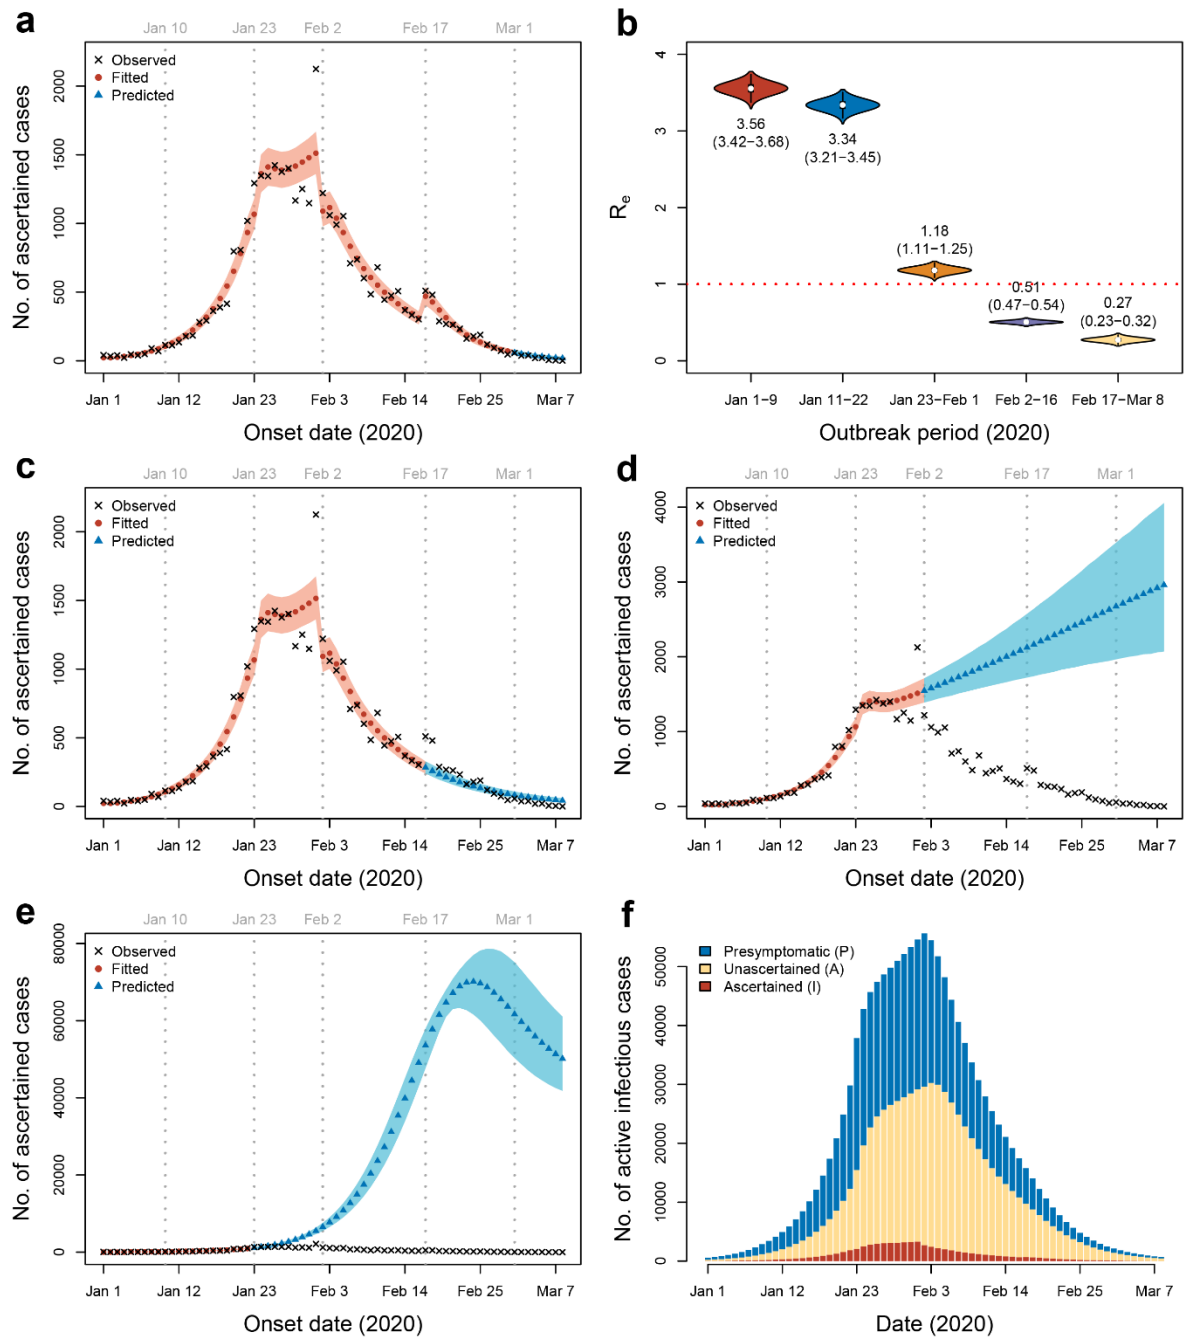 a
Jan 10 Jan 23 Feb 2 Feb 17 Mar 1
Observed
Fitted
Predicted
No. of ascertained cases
0 500 1000 1500 2000
Jan 1 Jan 12 Jan 23 Feb 3 Feb 14 Feb 25 Mar 7
Onset date (2020)
b
Re
0 1 2 3 4
3.56
(3.42−3.68)
3.34
(3.21−3.45)
1.18
(1.11−1.25)
0.51
(0.47−0.54)
0.27
(0.23−0.32)
Jan 1−9 Jan 11−22 Jan 23−Feb 1 Feb 2−16 Feb 17−Mar 8
Outbreak period (2020)
c
Jan 10 Jan 23 Feb 2 Feb 17 Mar 1
Observed
Fitted
Predicted
No. of ascertained cases
0 500 1000 1500 2000
Jan 1 Jan 12 Jan 23 Feb 3 Feb 14 Feb 25 Mar 7
Onset date (2020)
d
Jan 10 Jan 23 Feb 2 Feb 17 Mar 1
Observed
Fitted
Predicted
No. of ascertained cases
0 1000 2000 3000 4000
Jan 1 Jan 12 Jan 23 Feb 3 Feb 14 Feb 25 Mar 7
Onset date (2020)
e
Jan 10 Jan 23 Feb 2 Feb 17 Mar 1
Observed
Fitted
Predicted
No. of ascertained cases
0 20000 40000 60000 80000
Jan 1 Jan 12 Jan 23 Feb 3 Feb 14 Feb 25 Mar 7
Onset date (2020)
f
Presymptomatic (P)
Unascertained (A)
Ascertained (I)
No. of active infectious cases
0 10000 20000 30000 40000 50000
Jan 1 Jan 12 Jan 23 Feb 3 Feb 14 Feb 25 Mar 7
Date (2020)